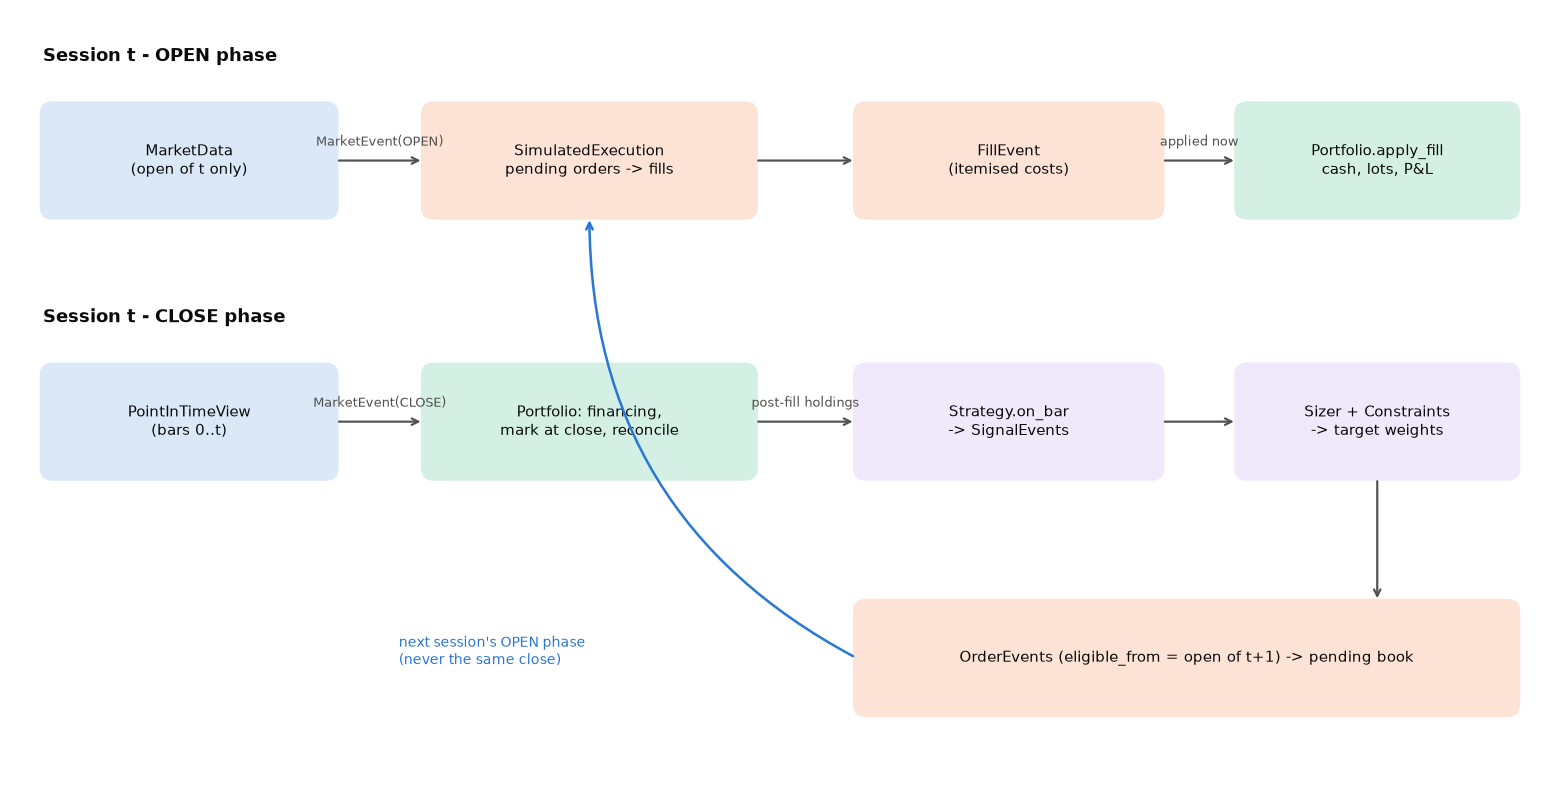 Session t - OPEN phase
MarketData
(open of t only)
MarketEvent(OPEN)
SimulatedExecution
pending orders -> fills
FillEvent
(itemised costs)
applied now
Portfolio.apply_fill
cash, lots, P&L
Session t - CLOSE phase
PointInTimeView
(bars 0..t)
MarketEvent(CLOSE)
Portfolio: financing,
mark at close, reconcile
post-fill holdings
Strategy.on_bar
-> SignalEvents
Sizer + Constraints
-> target weights
next session's OPEN phase
(never the same close)
OrderEvents (eligible_from = open of t+1) -> pending book